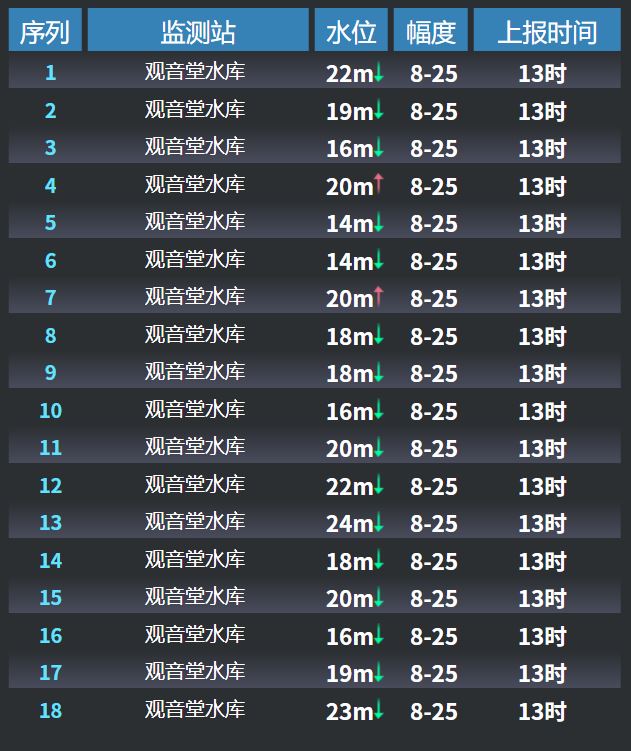 序列 监测站 水位 幅度 上报时间
1 观音堂水库 22m↓ 8-25 13时
2 观音堂水库 19m↓ 8-25 13时
3 观音堂水库 16m↓ 8-25 13时
4 观音堂水库 20m↑ 8-25 13时
5 观音堂水库 14m↓ 8-25 13时
6 观音堂水库 14m↓ 8-25 13时
7 观音堂水库 20m↑ 8-25 13时
8 观音堂水库 18m↓ 8-25 13时
9 观音堂水库 18m↓ 8-25 13时
10 观音堂水库 16m↓ 8-25 13时
11 观音堂水库 20m↓ 8-25 13时
12 观音堂水库 22m↓ 8-25 13时
13 观音堂水库 24m↓ 8-25 13时
14 观音堂水库 18m↓ 8-25 13时
15 观音堂水库 20m↓ 8-25 13时
16 观音堂水库 16m↓ 8-25 13时
17 观音堂水库 19m↓ 8-25 13时
18 观音堂水库 23m↓ 8-25 13时